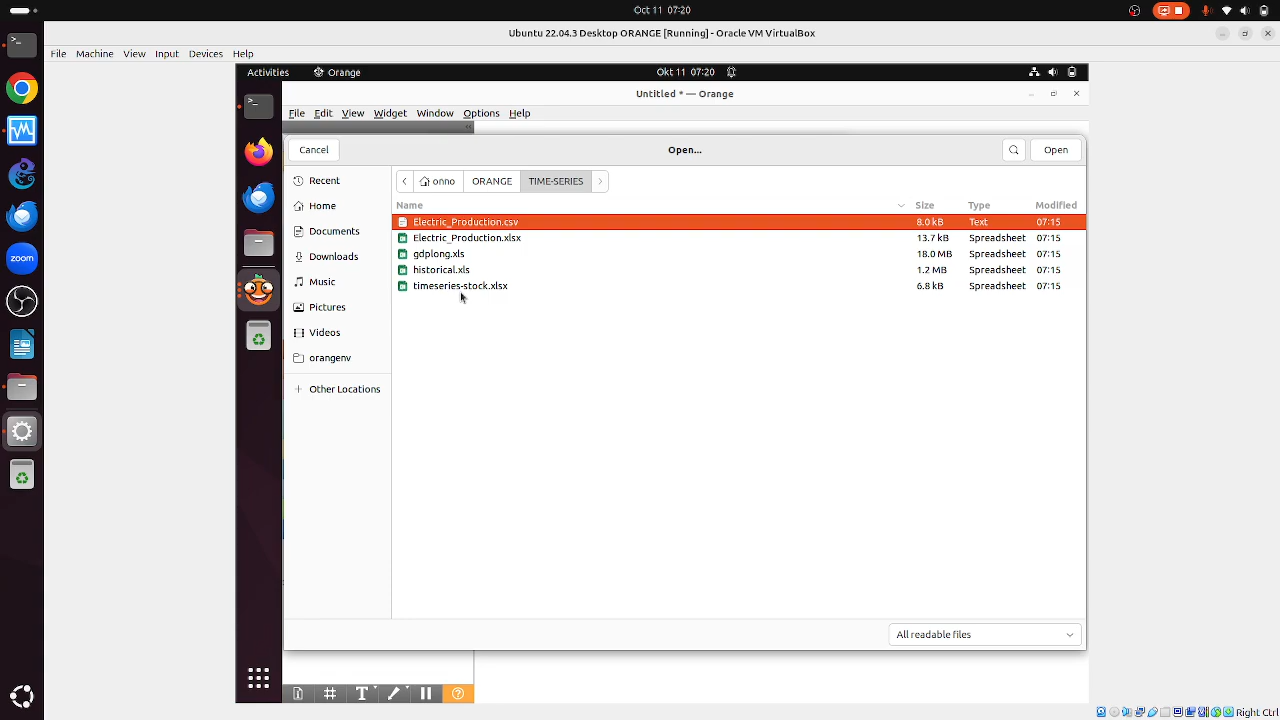 Oct 11 07:20
Ubuntu 22.04.3 Desktop ORANGE [Running] - Oracle VM VirtualBox
File Machine View Input Devices Help
Activities Orange Okt 11 07:20
Untitled * — Orange
File Edit View Widget Window Options Help
Cancel Open... Open
Recent
Home
Documents
Downloads
Music
Pictures
Videos
orangenv
Other Locations
onno ORANGE TIME-SERIES
Name Size Type Modified
Electric_Production.csv 8.0 kB Text 07:15
Electric_Production.xlsx 13.7 kB Spreadsheet 07:15
gdplong.xls 18.0 MB Spreadsheet 07:15
historical.xls 1.2 MB Spreadsheet 07:15
timeseries-stock.xlsx 6.8 kB Spreadsheet 07:15
All readable files
zoom
T
Right Ctrl